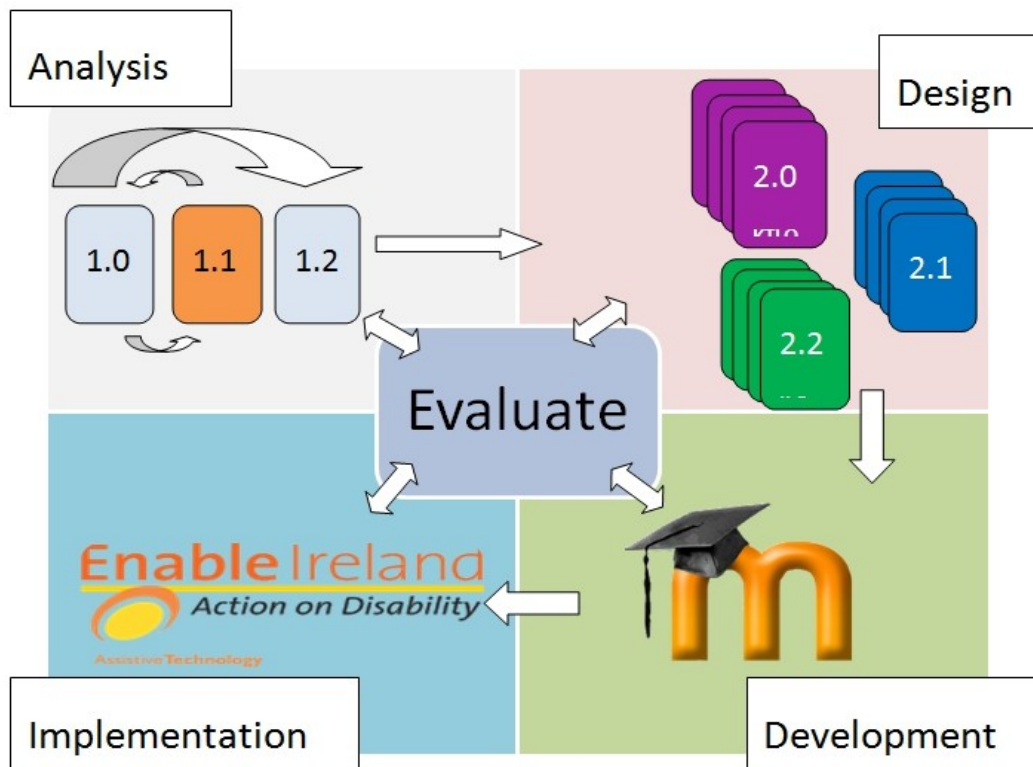 Analysis
Design
1.0
1.1
1.2
2.0
2.1
2.2
Evaluate
Enable Ireland
Action on Disability
Assistive Technology
m
Implementation
Development